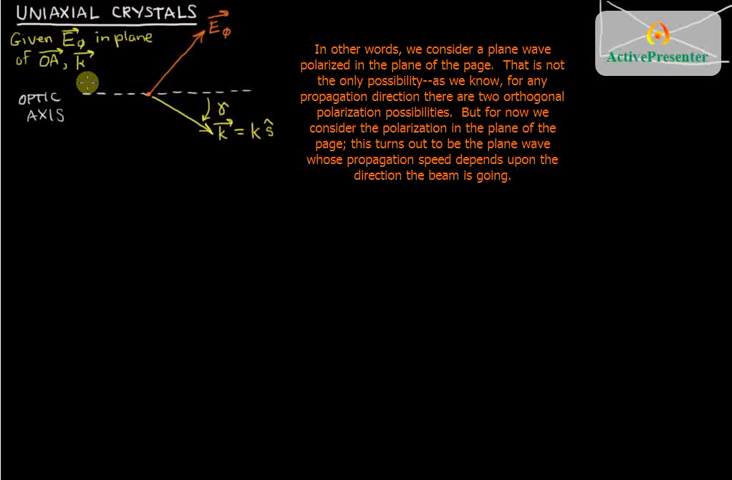 UNIAXIAL CRYSTALS
Given E⃗ϕ in plane
of O⃗A⃗, k⃗
E⃗ϕ
OPTIC
AXIS
γ
k⃗ = k ŝ
In other words, we consider a plane wave
polarized in the plane of the page. That is not
the only possibility--as we know, for any
propagation direction there are two orthogonal
polarization possibilities. But for now we
consider the polarization in the plane of the
page; this turns out to be the plane wave
whose propagation speed depends upon the
direction the beam is going.
ActivePresenter